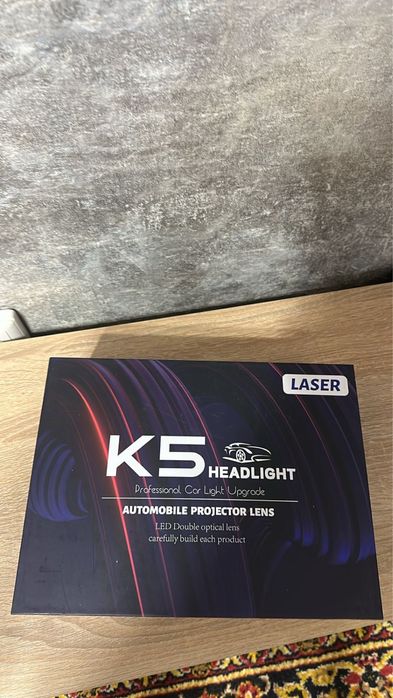 LASER
K5 HEADLIGHT
Professional Car Light Upgrade
AUTOMOBILE PROJECTOR LENS
LED Double optical lens
carefully build each product